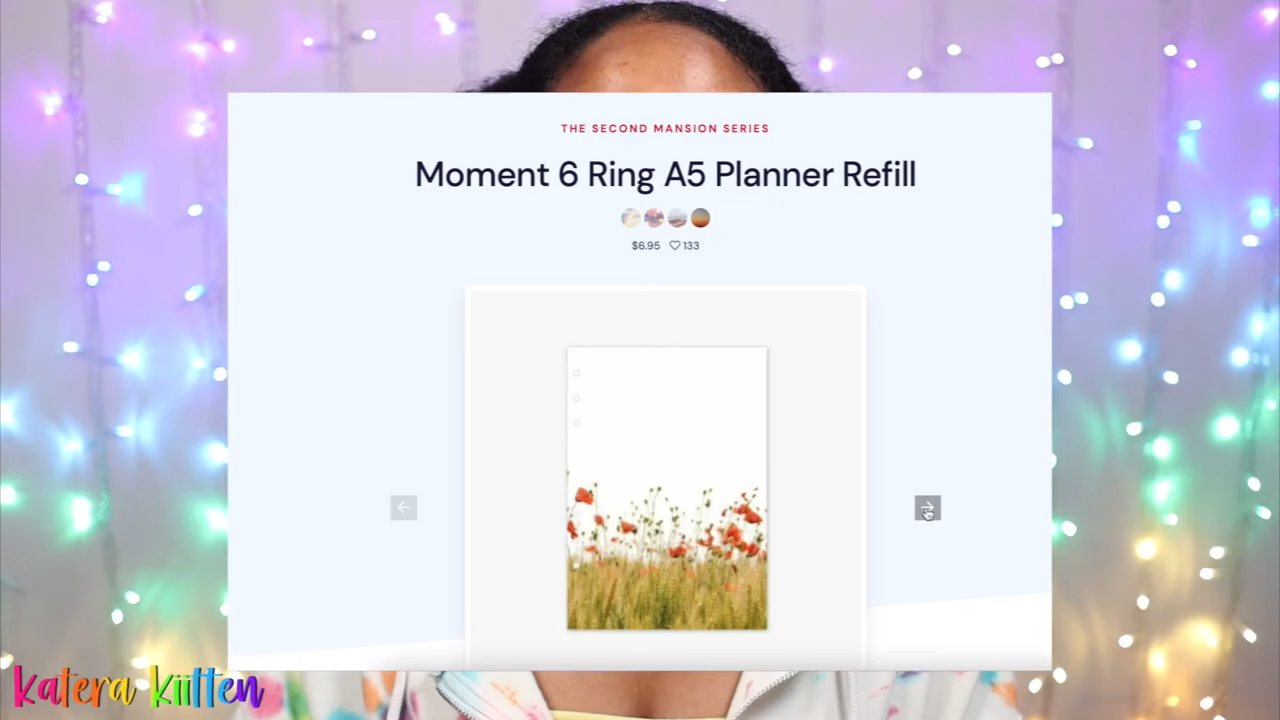 THE SECOND MANSION SERIES
Moment 6 Ring A5 Planner Refill
$6.95 133
katera kiitten